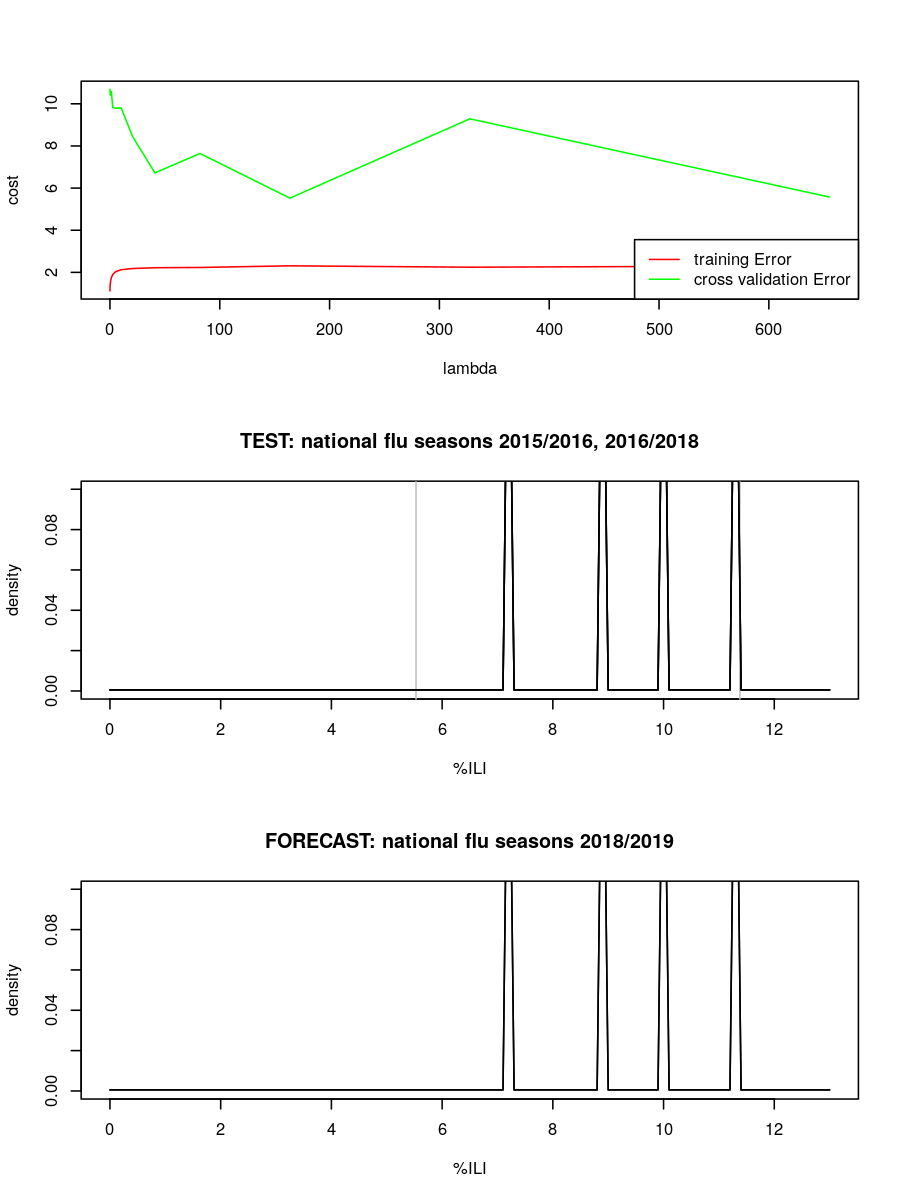 cost
10
8
6
4
2
training Error
cross validation Error
0 100 200 300 400 500 600
lambda
TEST: national flu seasons 2015/2016, 2016/2018
density
0.08
0.04
0.00
0 2 4 6 8 10 12
%ILI
FORECAST: national flu seasons 2018/2019
density
0.08
0.04
0.00
0 2 4 6 8 10 12
%ILI